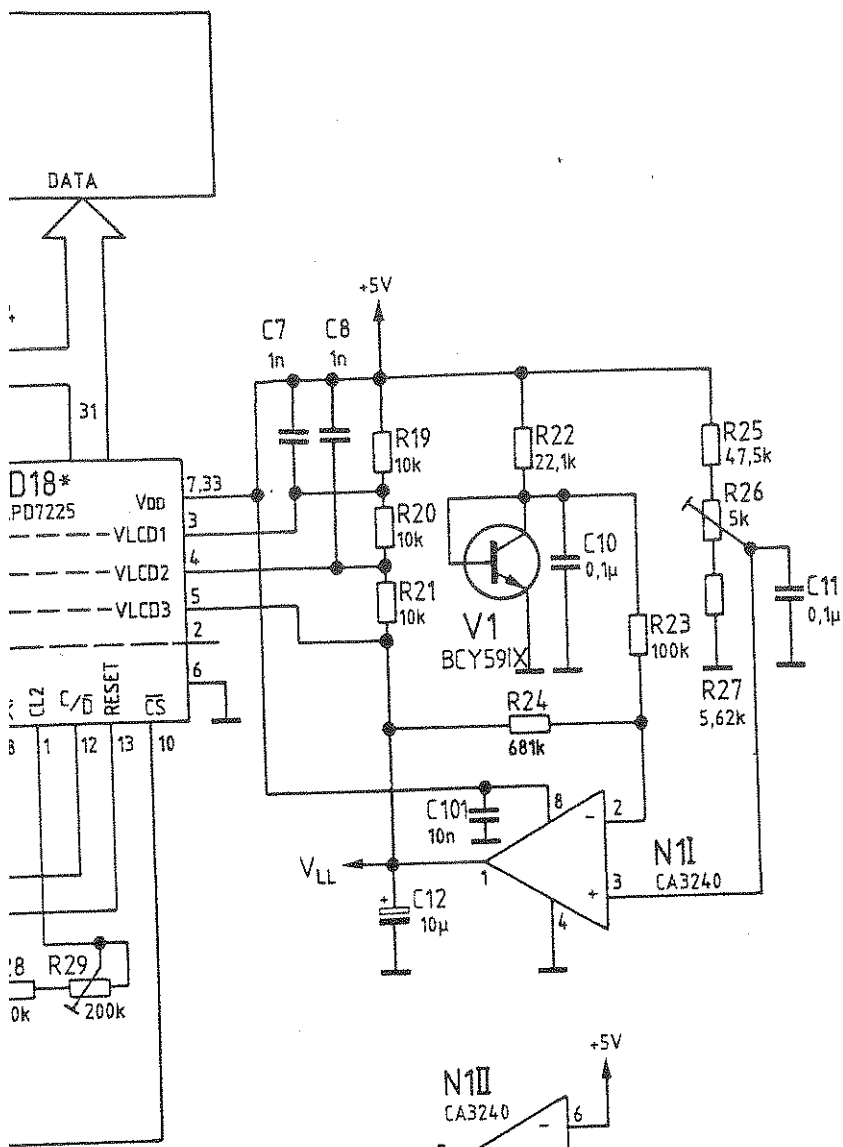 DATA
31
+5V
C7
1n
C8
1n
R19
10k
R22
22,1k
R25
47,5k
D18*
PD7225
VDD
7,33
R20
10k
R26
5k
3
VLCD1
4
VLCD2
R21
10k
C10
0,1µ
C11
0,1µ
5
VLCD3
V1
BCY59IX
R23
100k
2
6
R27
5,62k
R24
681k
CL2
C/D̅
RESET
C̅S̅
1
12
13
10
8
2
C101
10n
N1I
CA3240
VLL
1
3
4
+
C12
10µ
R29
200k
N1II
CA3240
+5V
6